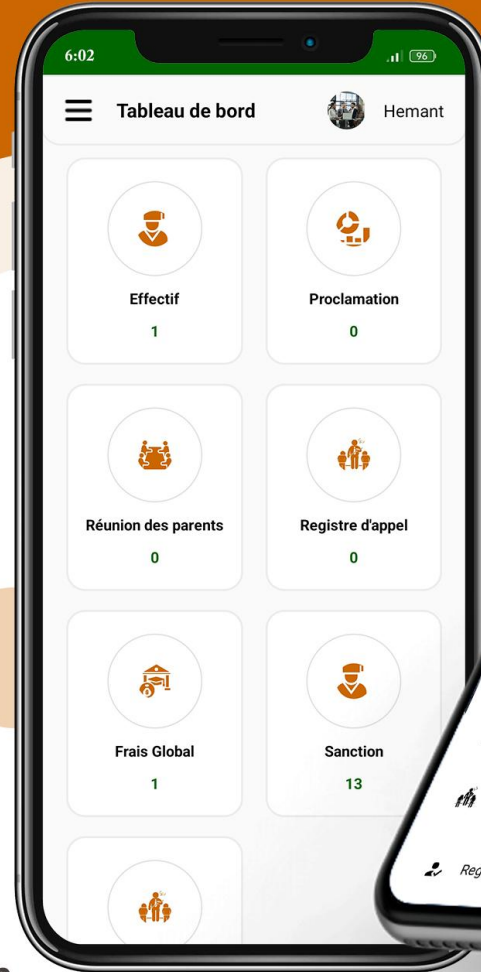 6:02
96
Tableau de bord
Hemant
Effectif
1
Proclamation
0
Réunion des parents
0
Registre d'appel
0
Frais Global
1
Sanction
13
Reg